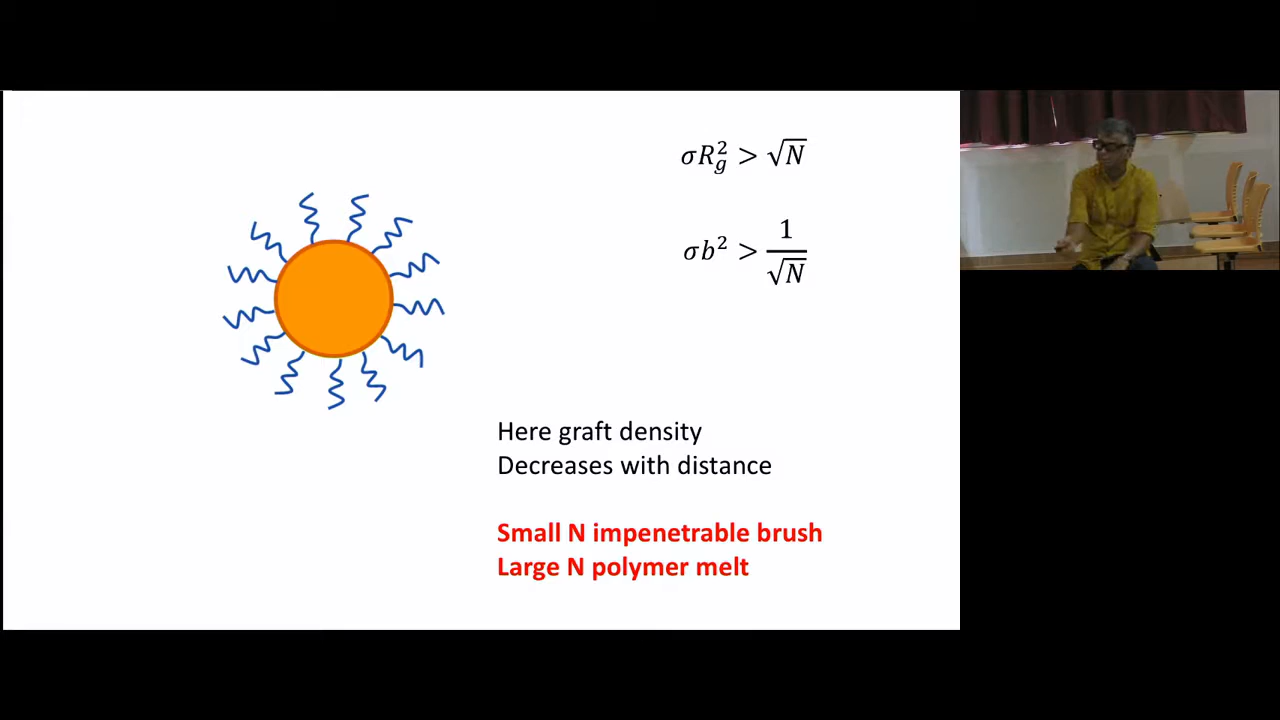 σR_g^2 > √N
σb^2 > 1/√N
Here graft density
Decreases with distance
Small N impenetrable brush
Large N polymer melt